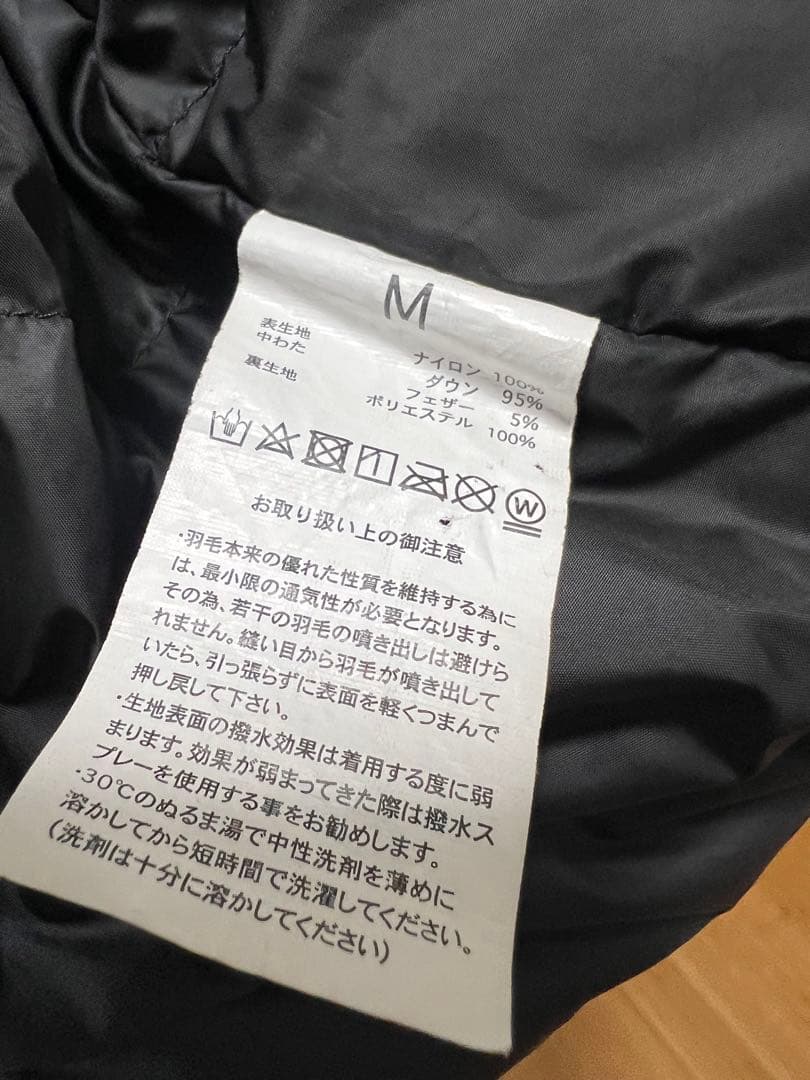 M
表生地 ナイロン 100%
中わた ダウン 95%
フェザー 5%
裏生地 ポリエステル 100%
W
お取り扱い上の御注意
・羽毛本来の優れた性質を維持する為に
は、最小限の通気性が必要となります。
その為、若干の羽毛の噴き出しは避けら
れません。縫い目から羽毛が噴き出して
いたら、引っ張らずに表面を軽くつまんで
押し戻して下さい。
・生地表面の撥水効果は着用する度に弱
まります。効果が弱まってきた際は撥水ス
プレーを使用する事をお勧めします。
・30℃のぬるま湯で中性洗剤を薄めに
溶かしてから短時間で洗濯してください。
(洗剤は十分に溶かしてください)